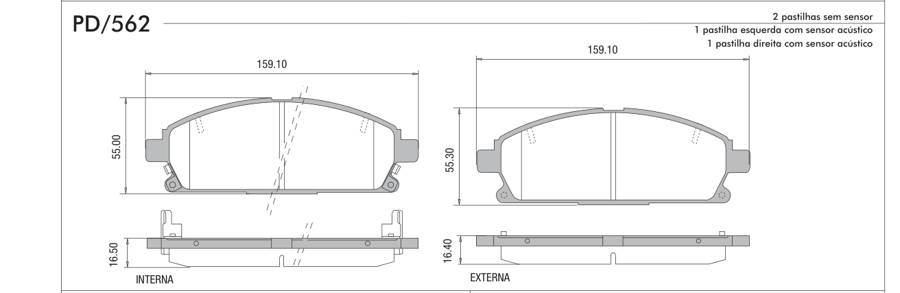 PD/562
2 pastilhas sem sensor
1 pastilha esquerda com sensor acústico
1 pastilha direita com sensor acústico
159.10
159.10
55.00
55.30
16.50
16.40
INTERNA
EXTERNA